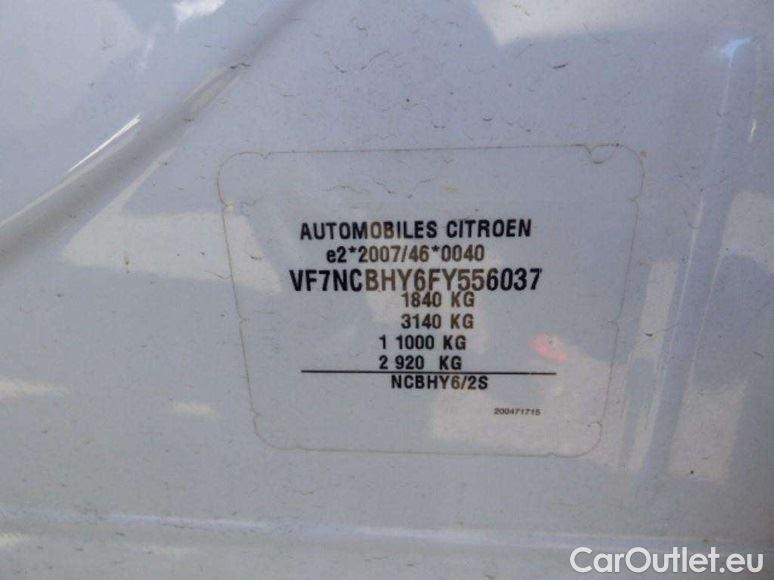 AUTOMOBILES CITROEN
e2*2007/46*0040
VF7NCBHY6FY556037
1840 KG
3140 KG
1 1000 KG
2 920 KG
NCBHY6/2S
200471715
CarOutlet.eu